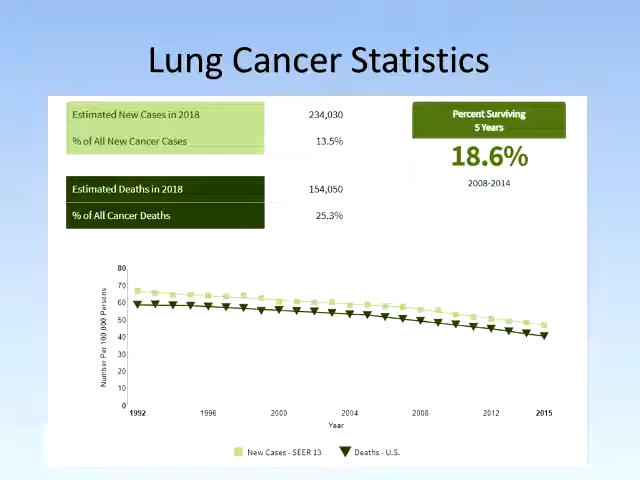 Lung Cancer Statistics
Estimated New Cases in 2018 234,030
% of All New Cancer Cases 13.5%
Estimated Deaths in 2018 154,050
% of All Cancer Deaths 25.3%
Percent Surviving
5 Years
18.6%
2008-2014
Number Per 100,000 Persons
80
70
60
50
40
30
20
10
0
1992 1996 2000 2004 2008 2012 2015
Year
New Cases - SEER 13 Deaths - U.S.